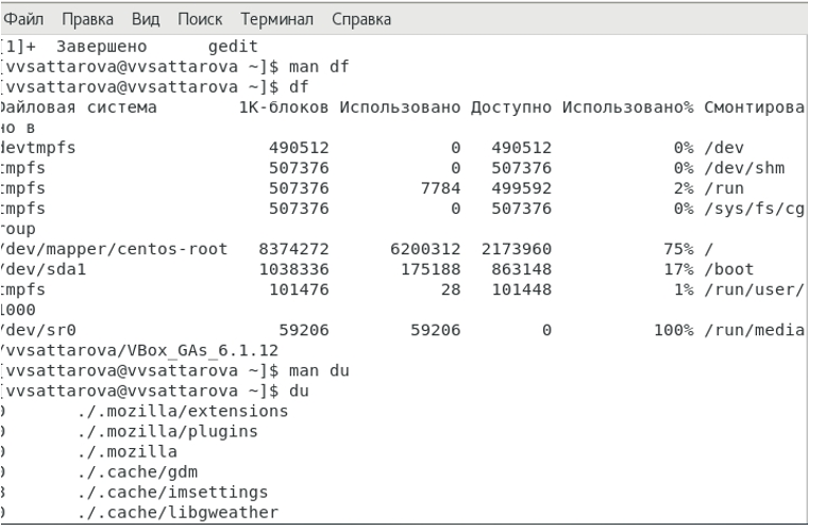 Файл Правка Вид Поиск Терминал Справка
[1]+ Завершено gedit
[vvsattarova@vvsattarova ~]$ man df
[vvsattarova@vvsattarova ~]$ df
Файловая система 1K-блоков Использовано Доступно Использовано% Смонтирова
но в
devtmpfs 490512 0 490512 0% /dev
tmpfs 507376 0 507376 0% /dev/shm
tmpfs 507376 7784 499592 2% /run
tmpfs 507376 0 507376 0% /sys/fs/cg
roup
/dev/mapper/centos-root 8374272 6200312 2173960 75% /
/dev/sda1 1038336 175188 863148 17% /boot
tmpfs 101476 28 101448 1% /run/user/
1000
/dev/sr0 59206 59206 0 100% /run/media
/vvsattarova/VBox_GAs_6.1.12
[vvsattarova@vvsattarova ~]$ man du
[vvsattarova@vvsattarova ~]$ du
0 ./.mozilla/extensions
0 ./.mozilla/plugins
0 ./.mozilla
0 ./.cache/gdm
./.cache/imsettings
0 ./.cache/libgweather